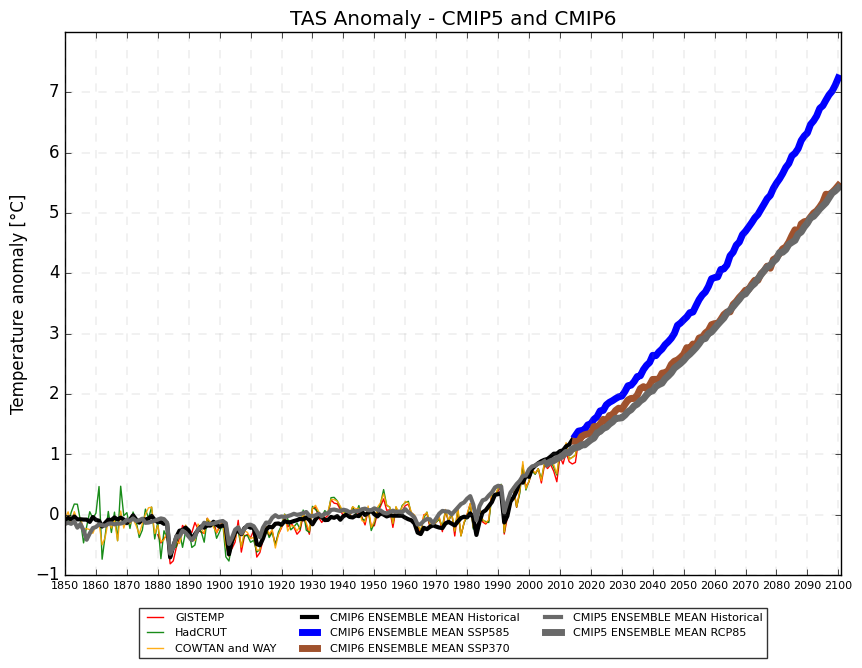 TAS Anomaly - CMIP5 and CMIP6
Temperature anomaly [°C]
7
6
5
4
3
2
1
0
−1
1850 1860 1870 1880 1890 1900 1910 1920 1930 1940 1950 1960 1970 1980 1990 2000 2010 2020 2030 2040 2050 2060 2070 2080 2090 2100
GISTEMP CMIP6 ENSEMBLE MEAN Historical CMIP5 ENSEMBLE MEAN Historical
HadCRUT CMIP6 ENSEMBLE MEAN SSP585 CMIP5 ENSEMBLE MEAN RCP85
COWTAN and WAY CMIP6 ENSEMBLE MEAN SSP370